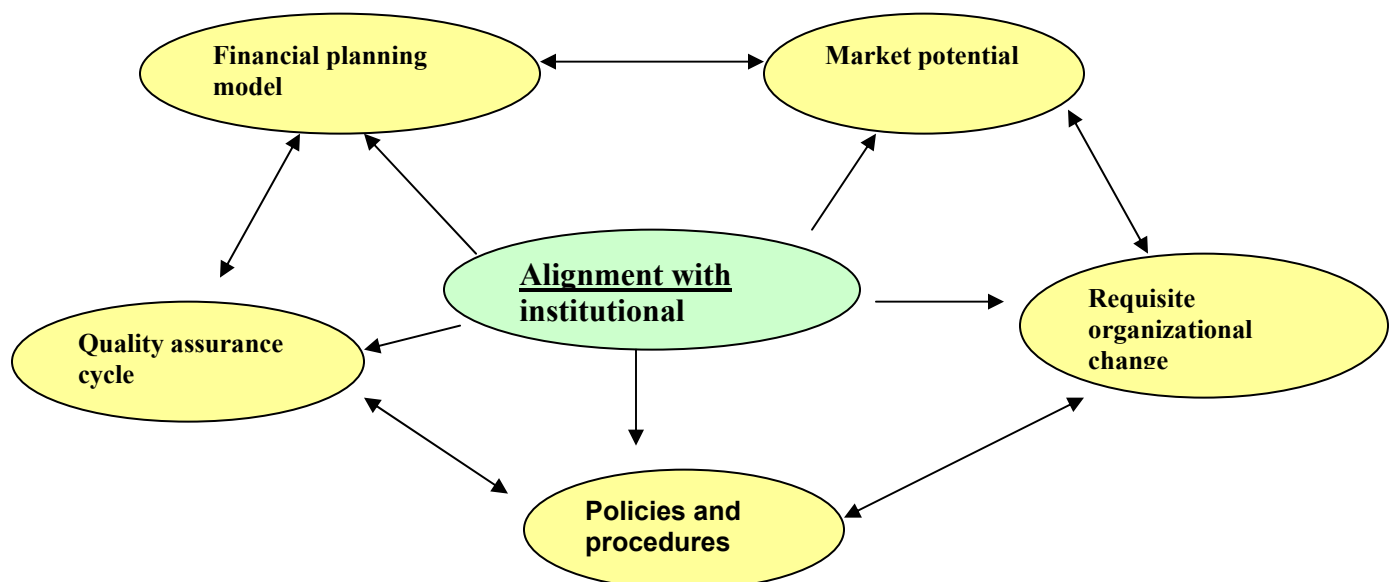 Financial planning
model
Market potential
Alignment with
institutional
Requisite
organizational
change
Quality assurance
cycle
Policies and
procedures